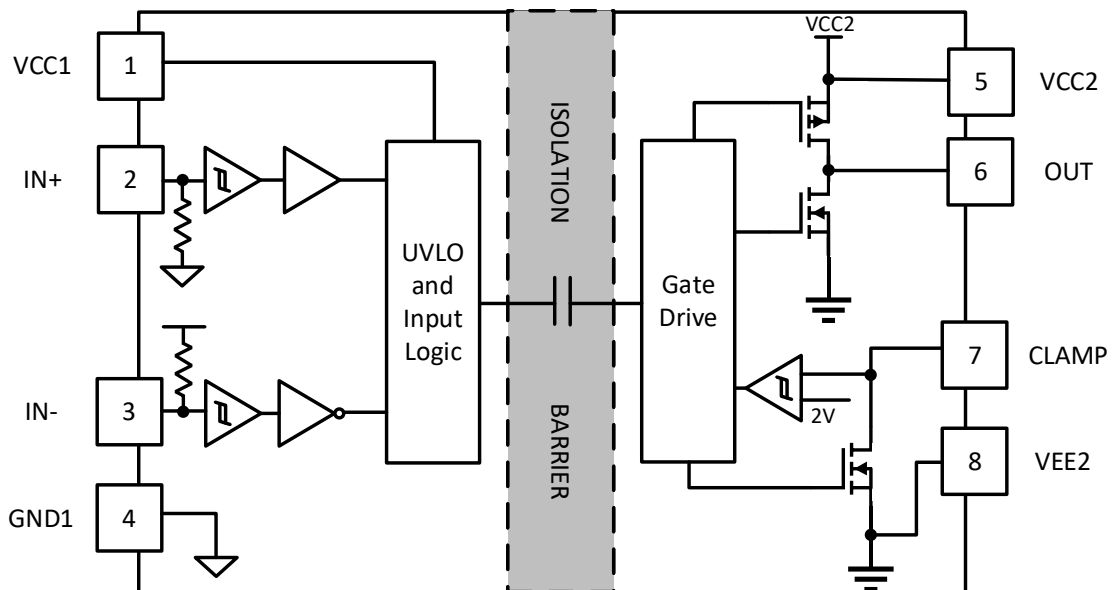 VCC1
1
IN+
2
IN-
3
GND1
4
UVLO
and
Input
Logic
ISOLATION
BARRIER
Gate
Drive
VCC2
2V
5
VCC2
6
OUT
7
CLAMP
8
VEE2